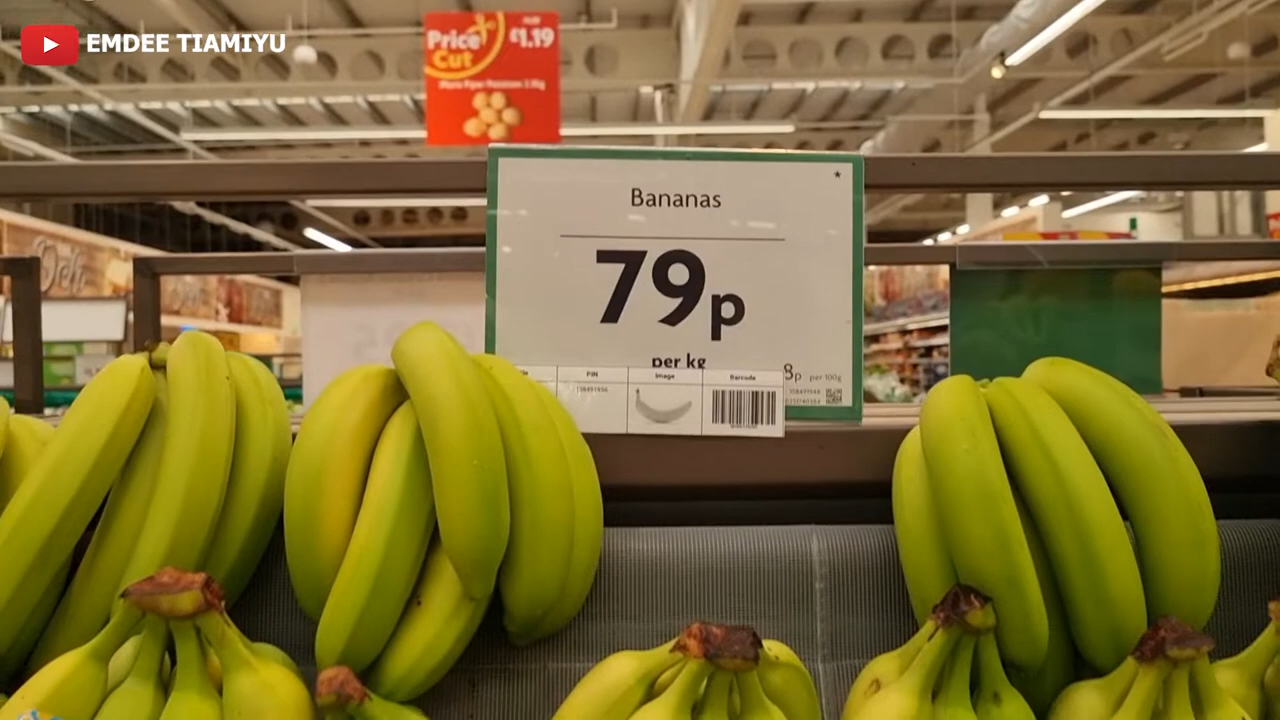 EMDEE TIAMIYU
Price
Cut
£1.19
Bananas
*
79p
per kg
8p per 100g
PIN
Image
Barcode